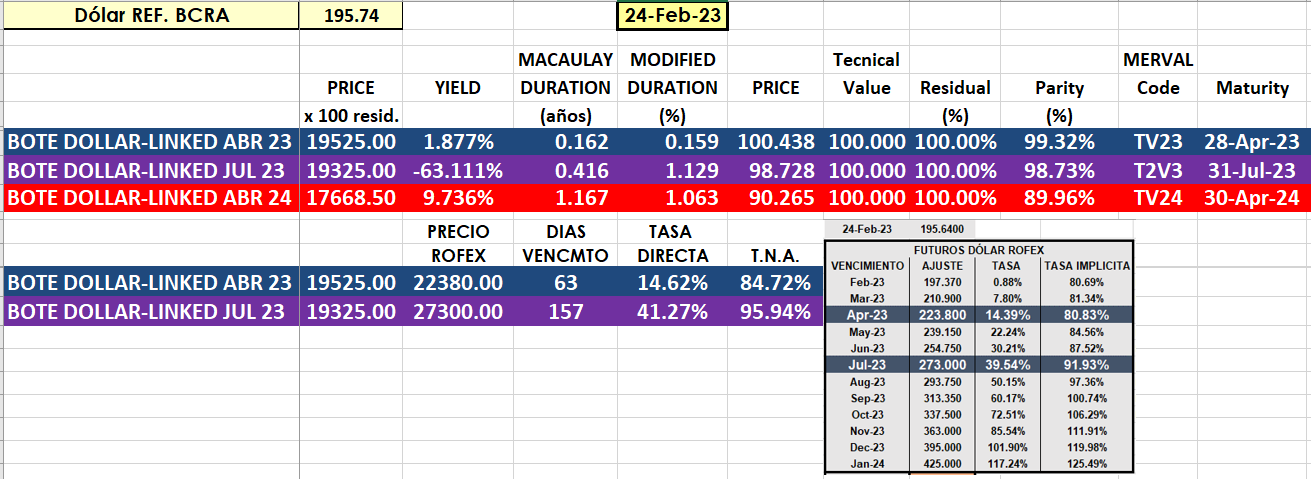 Dólar REF. BCRA 195.74 24-Feb-23
MACAULAY MODIFIED Tecnical MERVAL
PRICE YIELD DURATION DURATION PRICE Value Residual Parity Code Maturity
x 100 resid. (años) (%) (%) (%)
BOTE DOLLAR-LINKED ABR 23 19525.00 1.877% 0.162 0.159 100.438 100.000 100.00% 99.32% TV23 28-Apr-23
BOTE DOLLAR-LINKED JUL 23 19325.00 -63.111% 0.416 1.129 98.728 100.000 100.00% 98.73% T2V3 31-Jul-23
BOTE DOLLAR-LINKED ABR 24 17668.50 9.736% 1.167 1.063 90.265 100.000 100.00% 89.96% TV24 30-Apr-24
PRECIO DIAS TASA
ROFEX VENCMTO DIRECTA T.N.A.
BOTE DOLLAR-LINKED ABR 23 19525.00 22380.00 63 14.62% 84.72%
BOTE DOLLAR-LINKED JUL 23 19325.00 27300.00 157 41.27% 95.94%
24-Feb-23 195.6400
FUTUROS DÓLAR ROFEX
VENCIMIENTO AJUSTE TASA TASA IMPLICITA
Feb-23 197.370 0.88% 80.69%
Mar-23 210.900 7.80% 81.34%
Apr-23 223.800 14.39% 80.83%
May-23 239.150 22.24% 84.56%
Jun-23 254.750 30.21% 87.52%
Jul-23 273.000 39.54% 91.93%
Aug-23 293.750 50.15% 97.36%
Sep-23 313.350 60.17% 100.74%
Oct-23 337.500 72.51% 106.29%
Nov-23 363.000 85.54% 111.91%
Dec-23 395.000 101.90% 119.98%
Jan-24 425.000 117.24% 125.49%